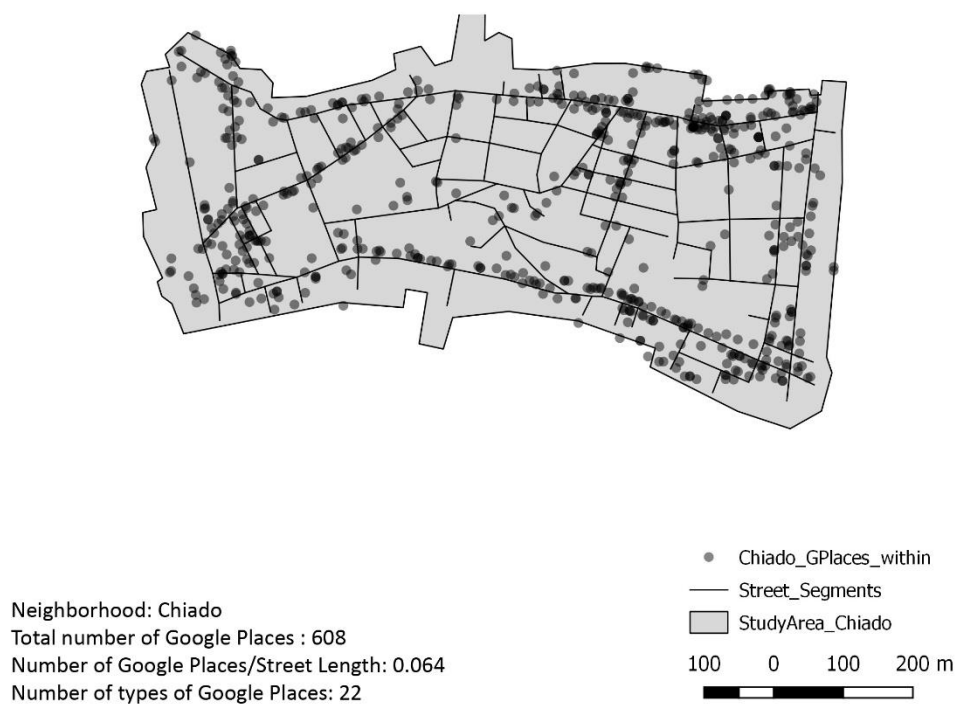 Chiado_GPlaces_within
Street_Segments
StudyArea_Chiado
100 0 100 200 m
Neighborhood: Chiado
Total number of Google Places : 608
Number of Google Places/Street Length: 0.064
Number of types of Google Places: 22